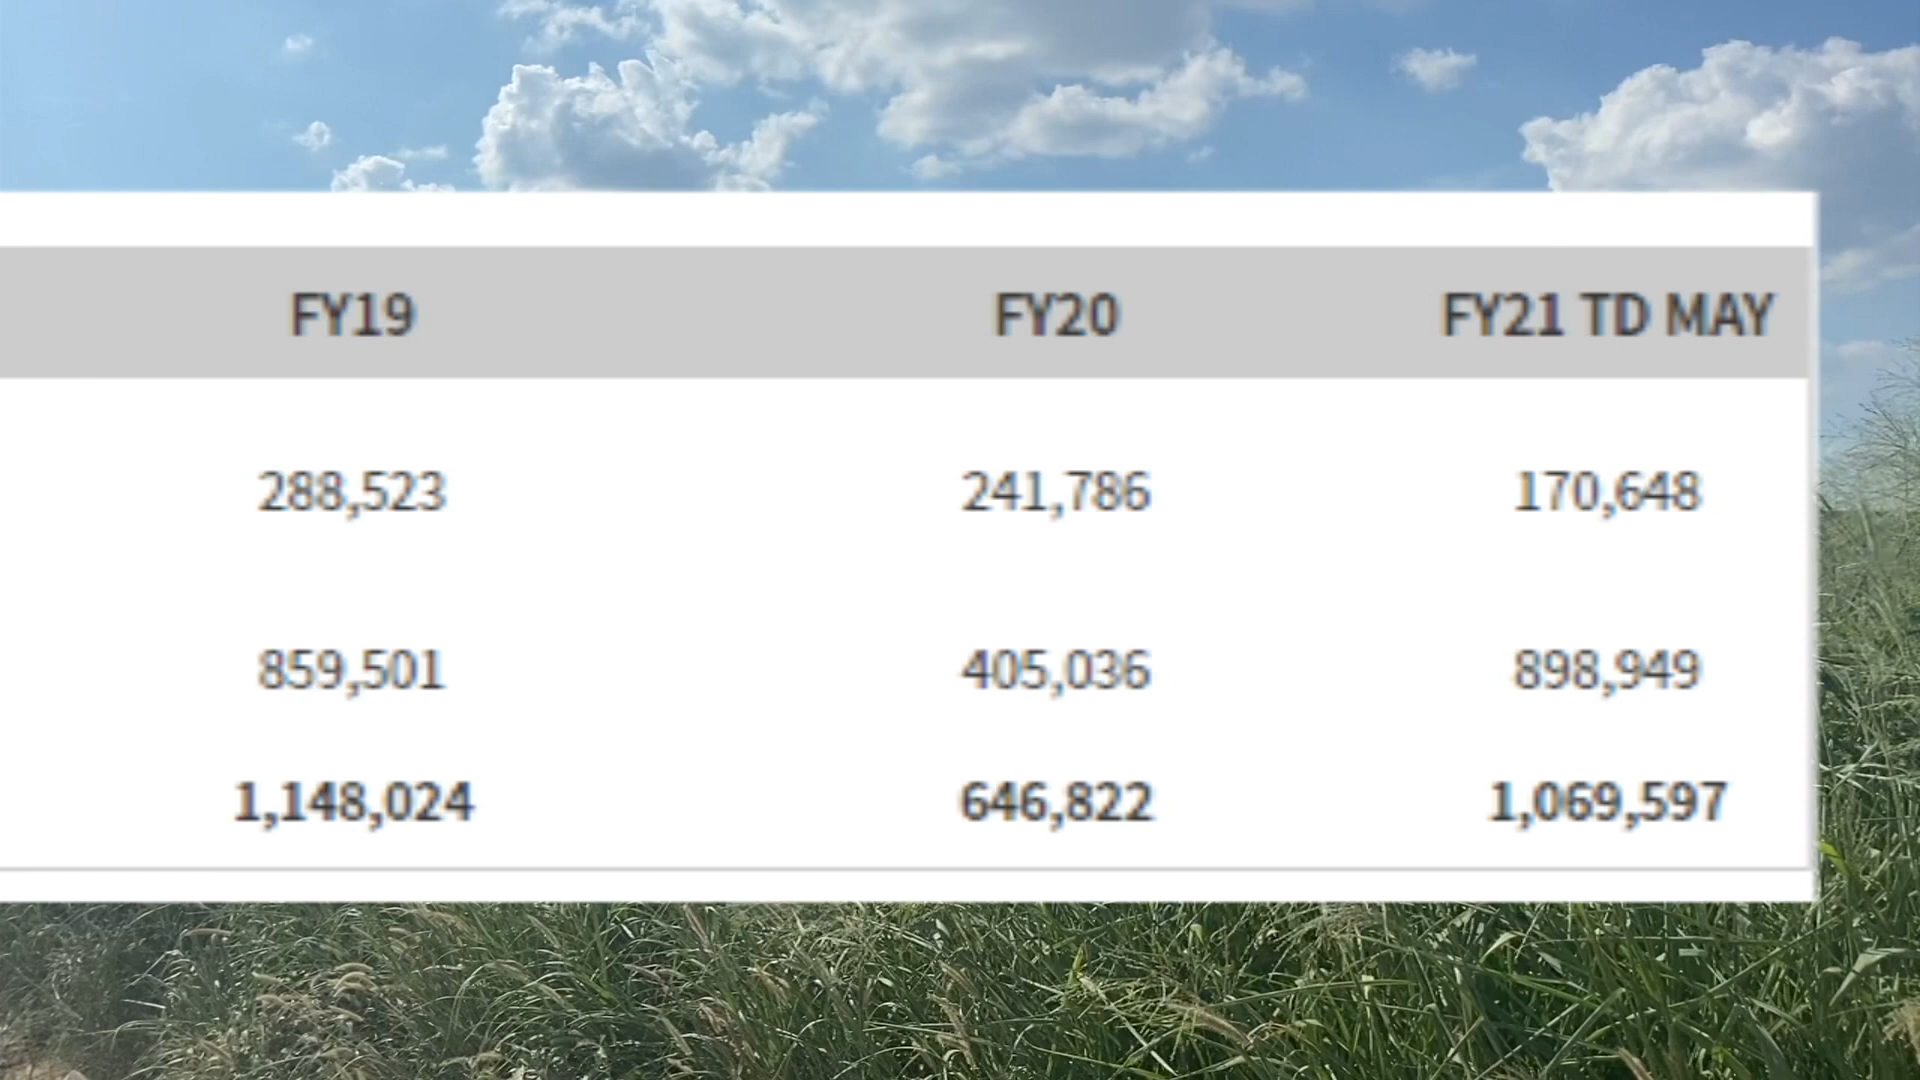 FY19 FY20 FY21 TD MAY
288,523 241,786 170,648
859,501 405,036 898,949
1,148,024 646,822 1,069,597